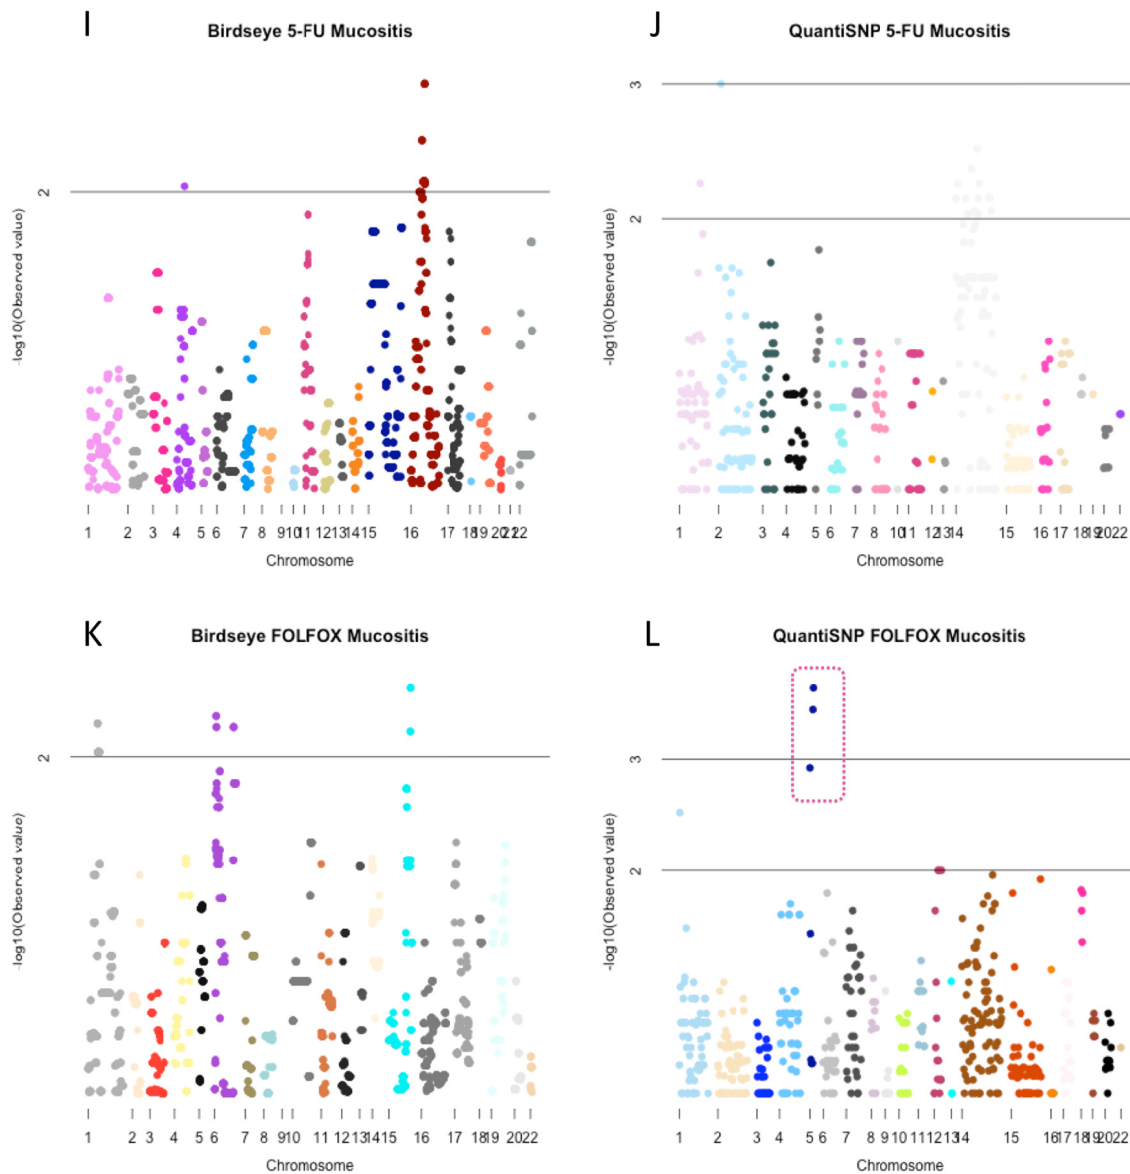 I
Birdseye 5-FU Mucositis
2
-log10(Observed value)
1 2 3 4 5 6 7 8 9 10 11 12 13 14 15 16 17 18 19 20 21 22
Chromosome
J
QuantiSNP 5-FU Mucositis
3
2
-log10(Observed value)
1 2 3 4 5 6 7 8 10 11 12 13 14 15 16 17 18 19 20 22
Chromosome
K
Birdseye FOLFOX Mucositis
2
-log10(Observed value)
1 2 3 4 5 6 7 8 9 10 11 12 13 14 15 16 17 18 19 20 22
Chromosome
L
QuantiSNP FOLFOX Mucositis
3
2
-log10(Observed value)
1 2 3 4 5 6 7 8 9 10 11 12 13 14 15 16 17 18 19 20 22
Chromosome